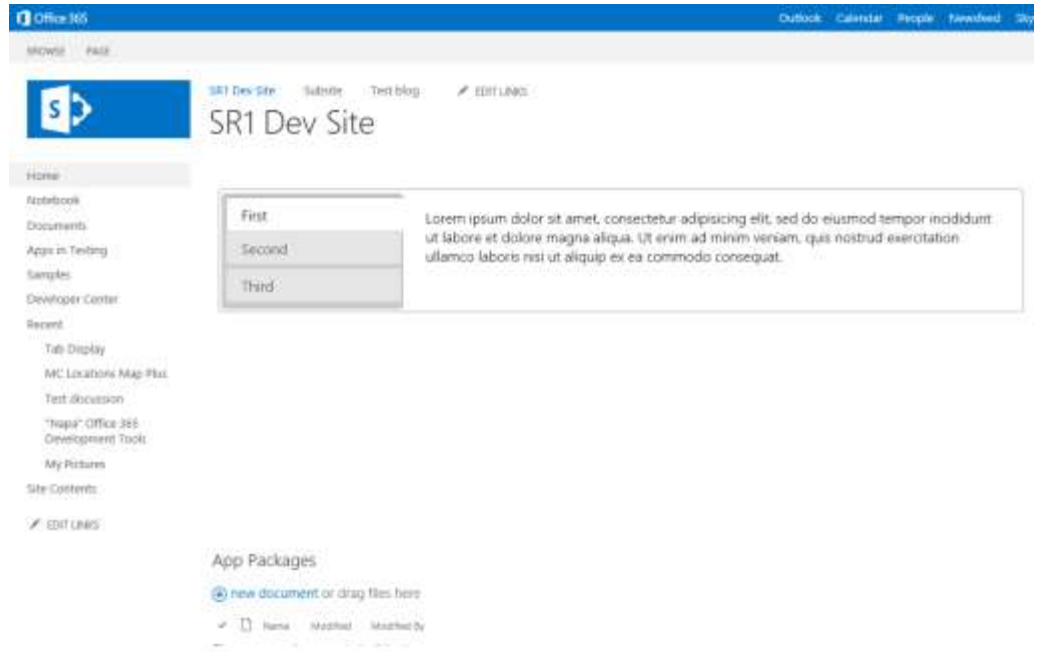 Office 365
Outlook Calendar People Newsfeed Sky
BROWSE PAGE
S
SR1 Dev Site Subsite Test blog EDIT LINKS
SR1 Dev Site
Home
Notebook
Documents
Apps in Testing
Samples
Developer Center
Recent
Tab Display
MC Locations Map Plus
Test discussion
"Napa" Office 365
Development Tools
My Pictures
Site Contents
EDIT LINKS
First
Second
Third
Lorem ipsum dolor sit amet, consectetur adipisicing elit, sed do eiusmod tempor incididunt
ut labore et dolore magna aliqua. Ut enim ad minim veniam, quis nostrud exercitation
ullamco laboris nisi ut aliquip ex ea commodo consequat.
App Packages
new document or drag files here
Name Modified Modified By